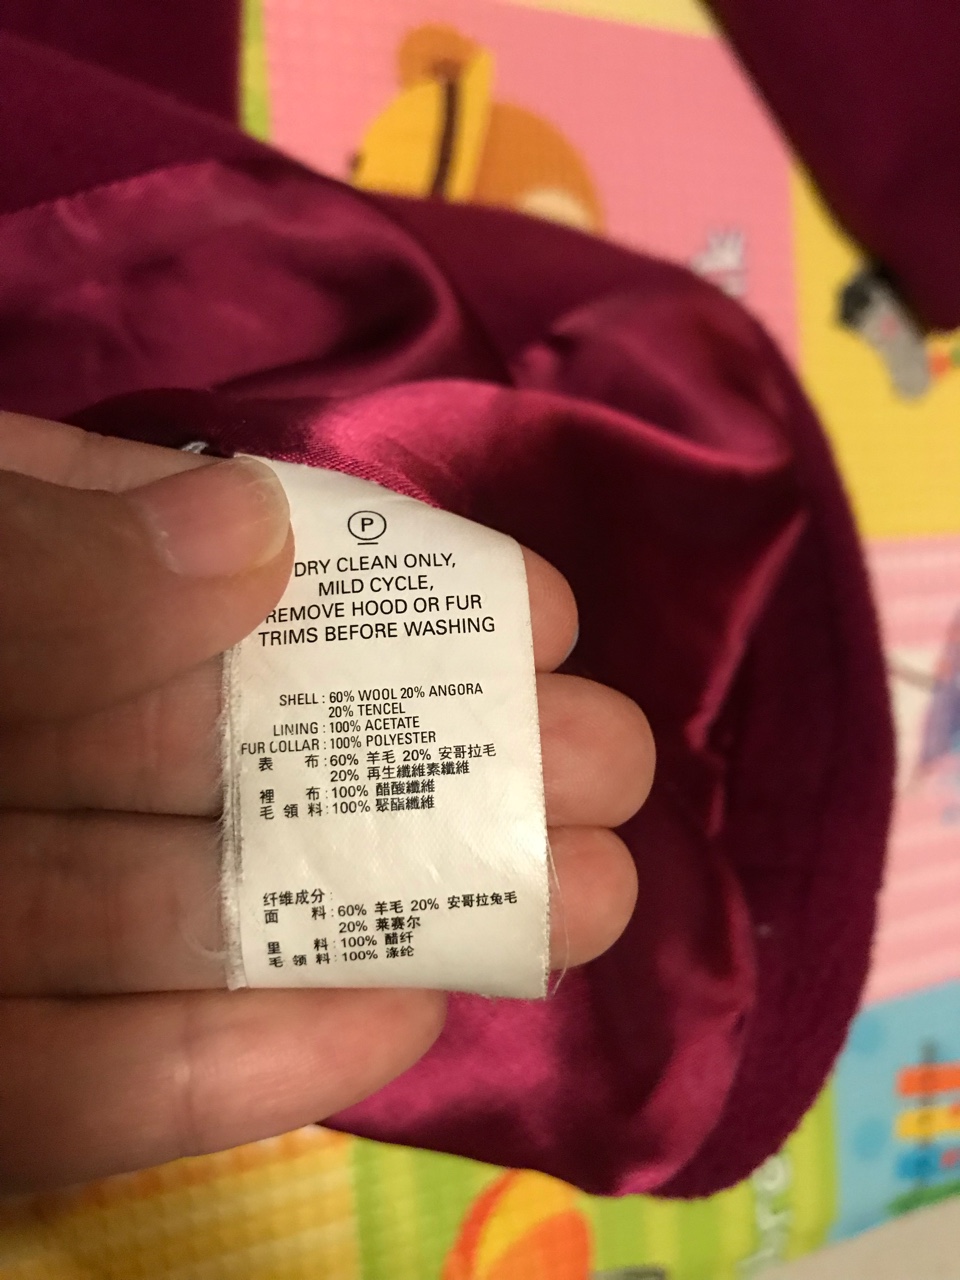 P
DRY CLEAN ONLY,
MILD CYCLE,
REMOVE HOOD OR FUR
TRIMS BEFORE WASHING
SHELL : 60% WOOL 20% ANGORA
20% TENCEL
LINING : 100% ACETATE
FUR COLLAR : 100% POLYESTER
表 布 : 60% 羊毛 20% 安哥拉毛
20% 再生纖維素纖維
裡 布 : 100% 醋酸纖維
毛 領 料 : 100% 聚酯纖維
纤维成分 :
面 料 : 60% 羊毛 20% 安哥拉兔毛
20% 莱赛尔
里 料 : 100% 醋纤
毛 领 料 : 100% 涤纶